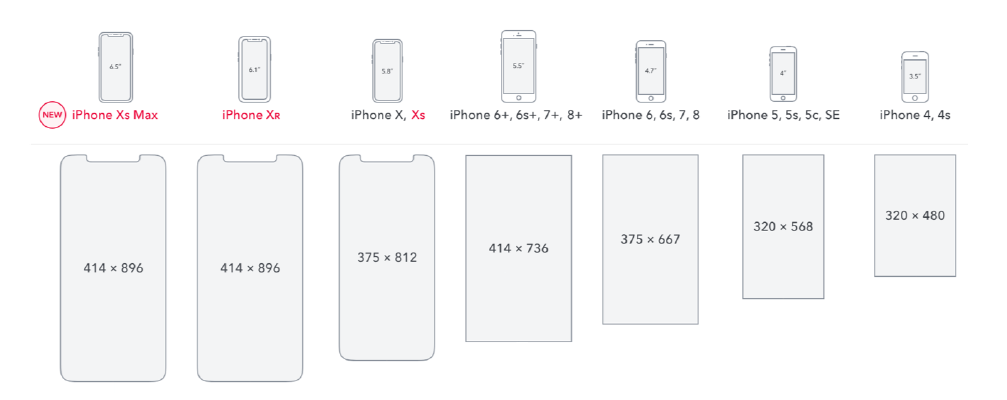 6.5"
6.1"
5.8"
5.5"
4.7"
4"
3.5"
NEW iPhone Xs Max
iPhone XR
iPhone X, Xs
iPhone 6+, 6s+, 7+, 8+
iPhone 6, 6s, 7, 8
iPhone 5, 5s, 5c, SE
iPhone 4, 4s
414 × 896
414 × 896
375 × 812
414 × 736
375 × 667
320 × 568
320 × 480